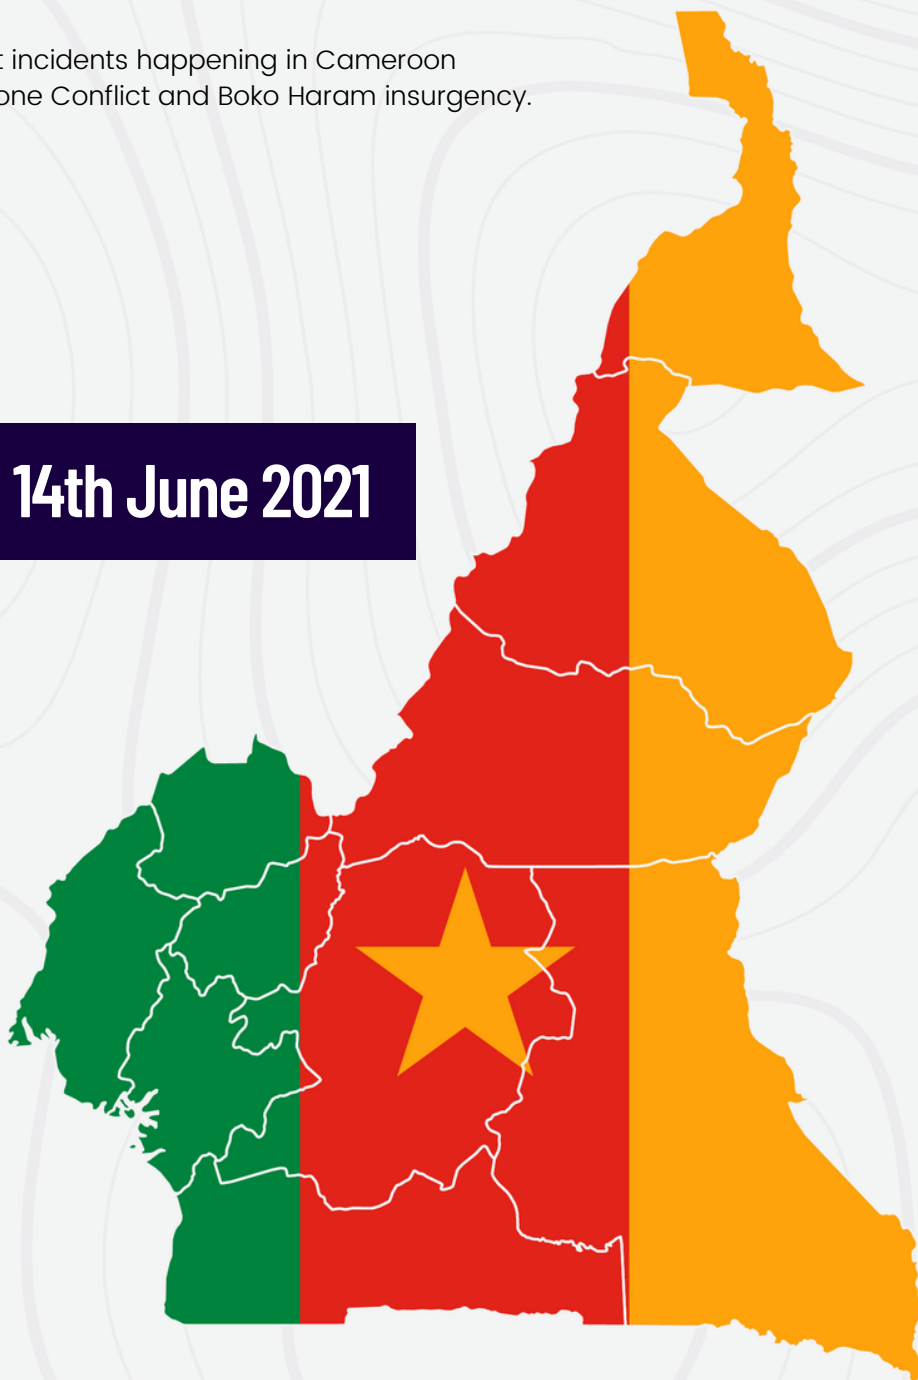 incidents happening in Cameroon
Conflict and Boko Haram insurgency.
14th June 2021